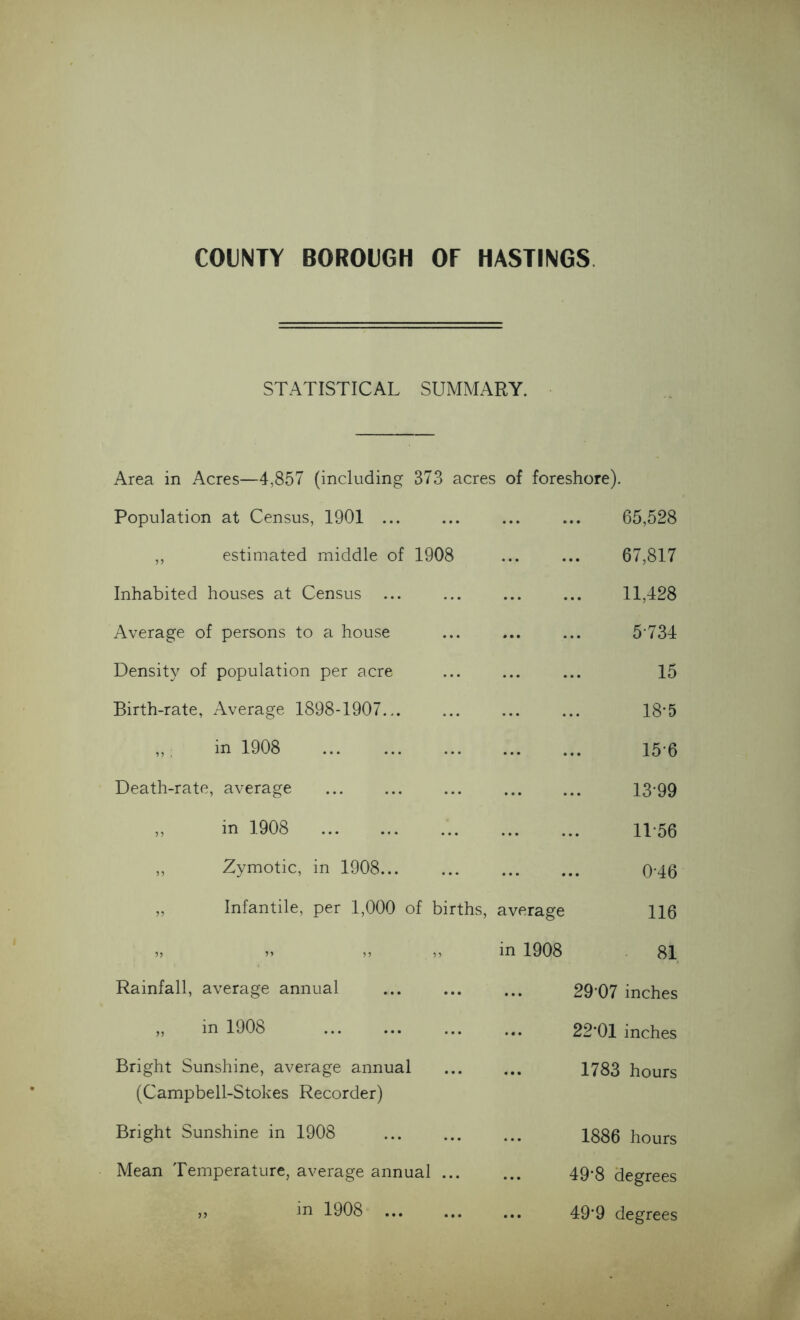 COUNTY BOROUGH OF HASTINGS.
STATISTICAL SUMMARY.
Area in Acres—4,857 (including 373 acres of foreshore).
Population at Census, 1901 ... ... ... ... 65,528
„ estimated middle of 1908 ... ... 67,817
Inhabited houses at Census ... ... ... ... 11,428
Average of persons to a house ... ... ... 5·734
Density of population per acre ... ... ... 15
Birth-rate, Average 1898-1907... ... ... ... 18·5
„ in 1908 ... ... ... ... ... 15·6
Death-rate, average ... ... ... ... ... 13·99
„ in 1908 ... ... ... ... ... 11·56
„ Zymotic, in 1908... ... ... ... 0·46
„ Infantile, per 1,000 of births, average 116
„ „ „ „ in 1908 81
Rainfall, average annual ... ... ... 29·07 inches
„ in 1908 ... ... ... ... 22·01 inches
Bright Sunshine, average annual ... ... 1783 hours
(Campbell-Stokes Recorder)
Bright Sunshine in 1908 ... ... ... 1886 hours
Mean Temperature, average annual ... ... 49·8 degrees
„ in 1908 ... ... ... 49·9 degrees